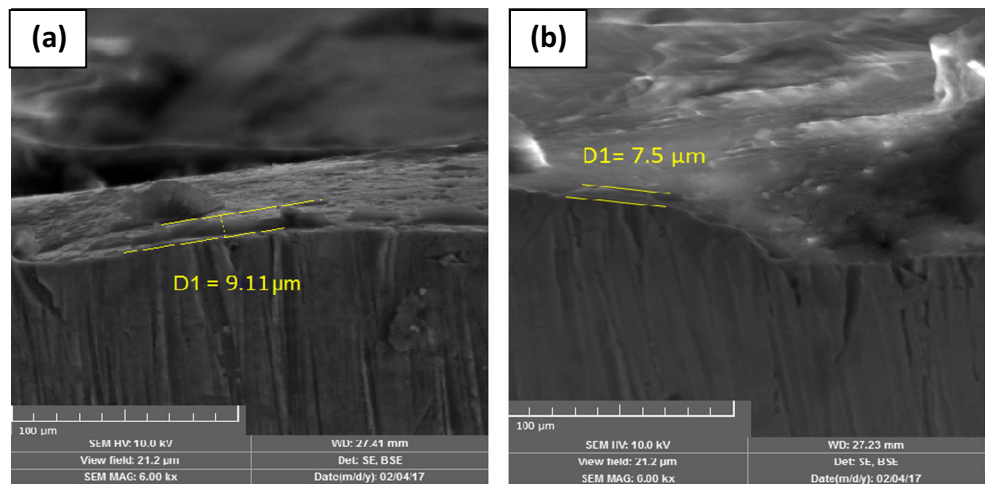 (a)
D1 = 9.11µm
100 µm
SEM HV: 10.0 kV WD: 27.41 mm
View field: 21.2 µm Det: SE, BSE
SEM MAG: 6.00 kx Date(m/d/y): 02/04/17
(b)
D1= 7.5 µm
100 µm
SEM HV: 10.0 kV WD: 27.23 mm
View field: 21.2 µm Det: SE, BSE
SEM MAG: 6.00 kx Date(m/d/y): 02/04/17